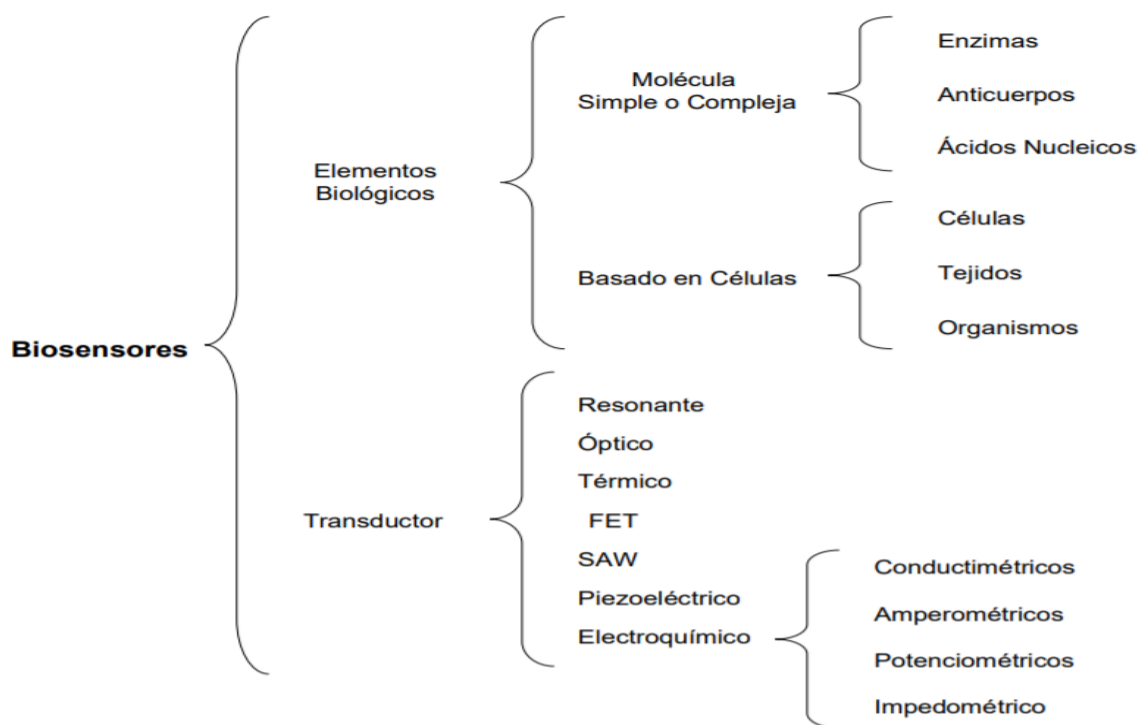 Biosensores
Elementos
Biológicos
Molécula
Simple o Compleja
Enzimas
Anticuerpos
Ácidos Nucleicos
Basado en Células
Células
Tejidos
Organismos
Transductor
Resonante
Óptico
Térmico
FET
SAW
Piezoeléctrico
Electroquímico
Conductimétricos
Amperométricos
Potenciométricos
Impedométrico